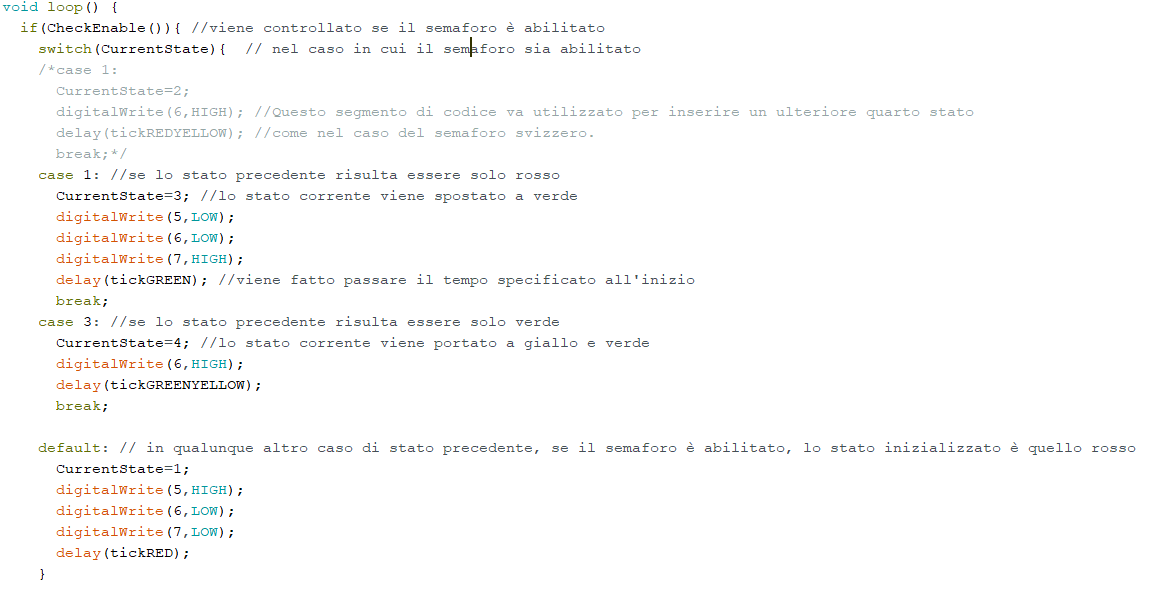 void loop() {
if(CheckEnable()){ //viene controllato se il semaforo è abilitato
switch(CurrentState){  // nel caso in cui il semaforo sia abilitato
/*case 1:
CurrentState=2;
digitalWrite(6,HIGH); //Questo segmento di codice va utilizzato per inserire un ulteriore quarto stato
delay(tickREDYELLOW); //come nel caso del semaforo svizzero.
break;*/
case 1: //se lo stato precedente risulta essere solo rosso
CurrentState=3; //lo stato corrente viene spostato a verde
digitalWrite(5,LOW);
digitalWrite(6,LOW);
digitalWrite(7,HIGH);
delay(tickGREEN); //viene fatto passare il tempo specificato all'inizio
break;
case 3: //se lo stato precedente risulta essere solo verde
CurrentState=4; //lo stato corrente viene portato a giallo e verde
digitalWrite(6,HIGH);
delay(tickGREENYELLOW);
break;
default: // in qualunque altro caso di stato precedente, se il semaforo è abilitato, lo stato inizializzato è quello rosso
CurrentState=1;
digitalWrite(5,HIGH);
digitalWrite(6,LOW);
digitalWrite(7,LOW);
delay(tickRED);
}